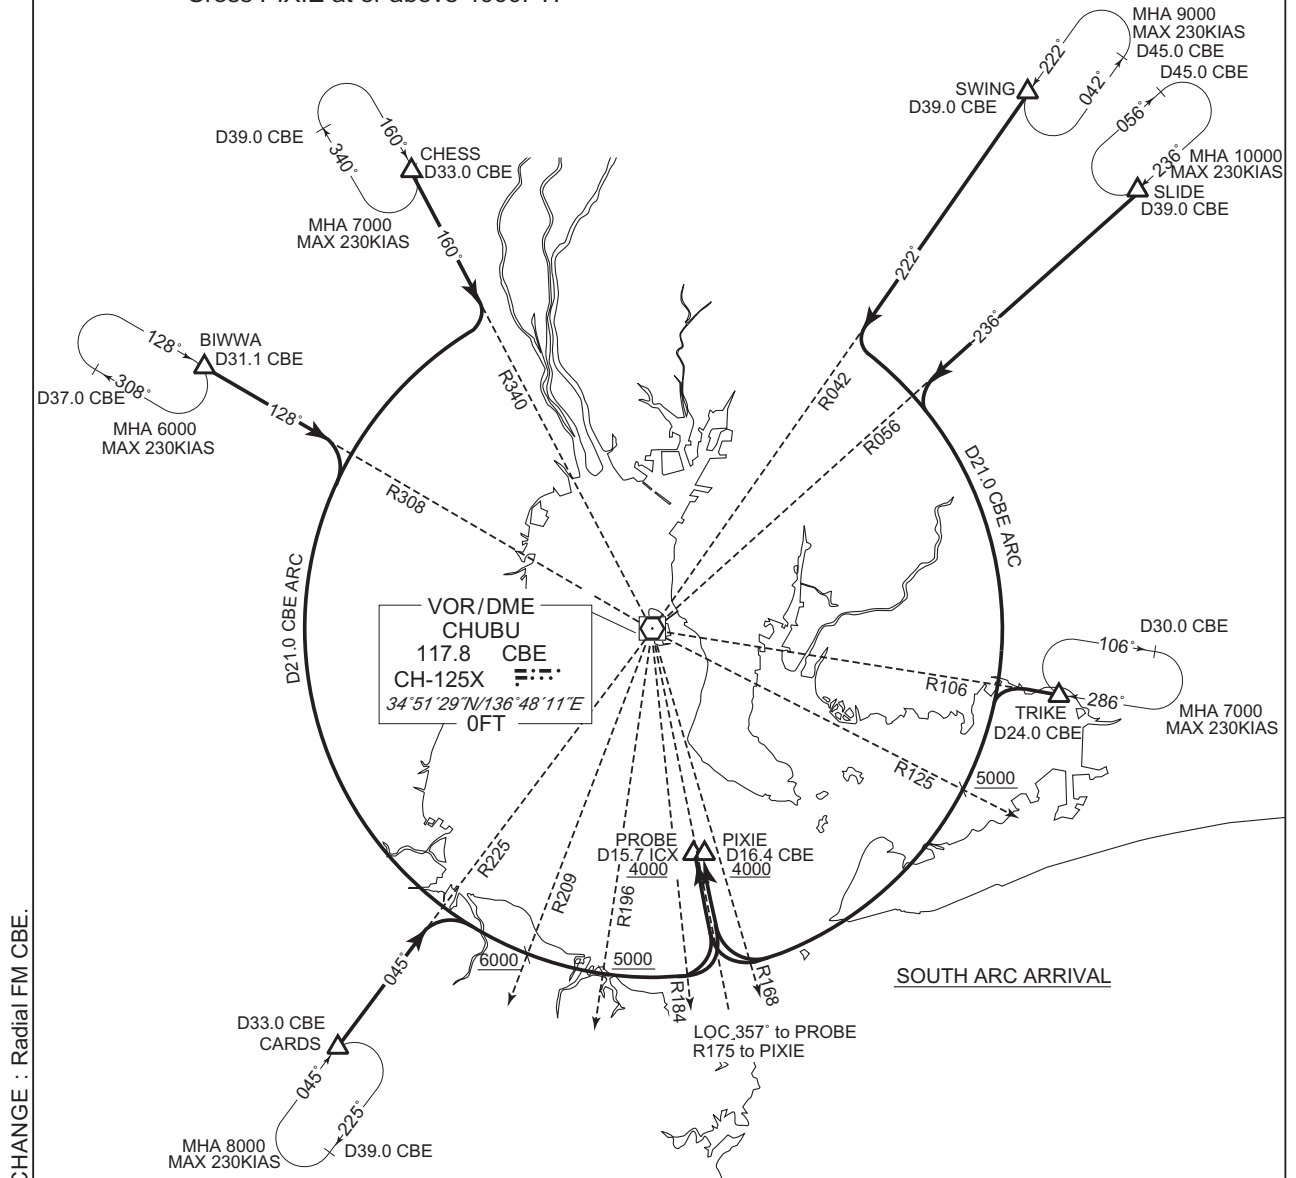 MHA 9000
MAX 230KIAS
D45.0 CBE
222°
042°
SWING
D39.0 CBE
D45.0 CBE
056°
236°
MHA 10000
MAX 230KIAS
SLIDE
D39.0 CBE
D39.0 CBE
160°
340°
CHESS
D33.0 CBE
MHA 7000
MAX 230KIAS
160°
222°
236°
BIWWA
D31.1 CBE
128°
308°
D37.0 CBE
MHA 6000
MAX 230KIAS
128°
R340
R042
R056
R308
D21.0 CBE ARC
D21.0 CBE ARC
VOR/DME
CHUBU
117.8 CBE
CH-125X
34°51′29″N/136°48′11″E
0FT
D30.0 CBE
106°
286°
R106
TRIKE
D24.0 CBE
MHA 7000
MAX 230KIAS
R125
5000
PROBE
D15.7 ICX
4000
PIXIE
D16.4 CBE
4000
R225
R209
R196
R184
R168
6000
5000
045°
SOUTH ARC ARRIVAL
LOC 357° to PROBE
R175 to PIXIE
D33.0 CBE
CARDS
045°
225°
D39.0 CBE
MHA 8000
MAX 230KIAS
CHANGE : Radial FM CBE.